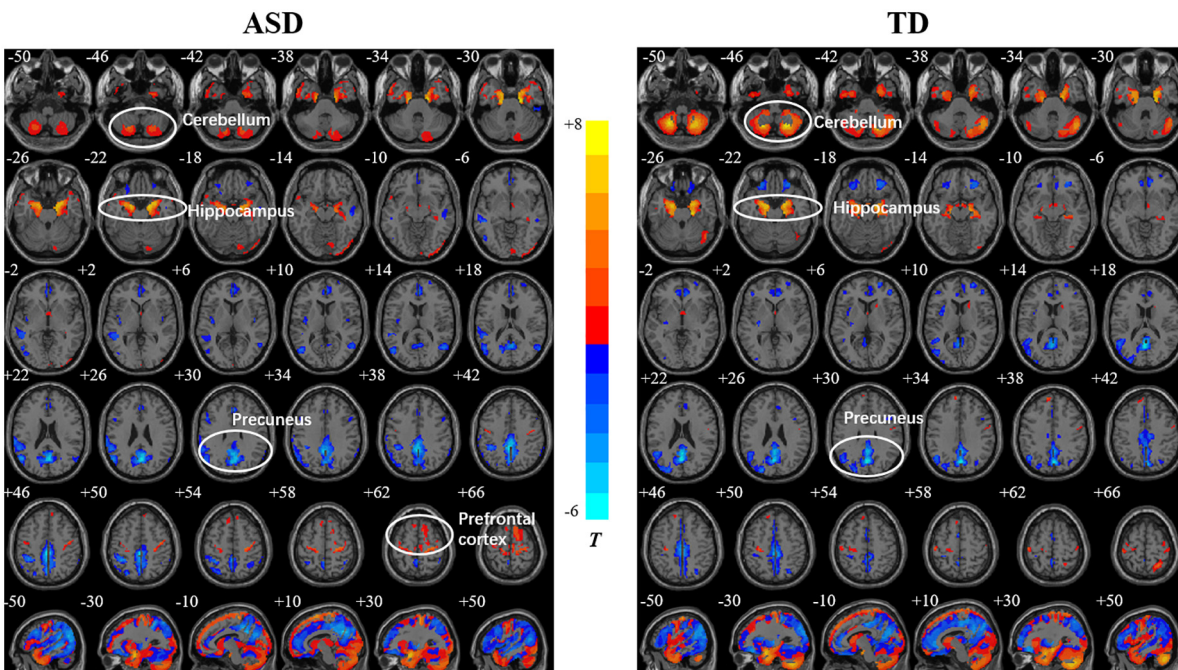 ASD
TD
-50 -46 -42 -38 -34 -30
Cerebellum
-26 -22 -18 -14 -10 -6
Hippocampus
-2 +2 +6 +10 +14 +18
+22 +26 +30 +34 +38 +42
Precuneus
+46 +50 +54 +58 +62 +66
Prefrontal
cortex
-50 -30 -10 +10 +30 +50
+8
-6
T
-50 -46 -42 -38 -34 -30
Cerebellum
-26 -22 -18 -14 -10 -6
Hippocampus
-2 +2 +6 +10 +14 +18
+22 +26 +30 +34 +38 +42
Precuneus
+46 +50 +54 +58 +62 +66
-50 -30 -10 +10 +30 +50